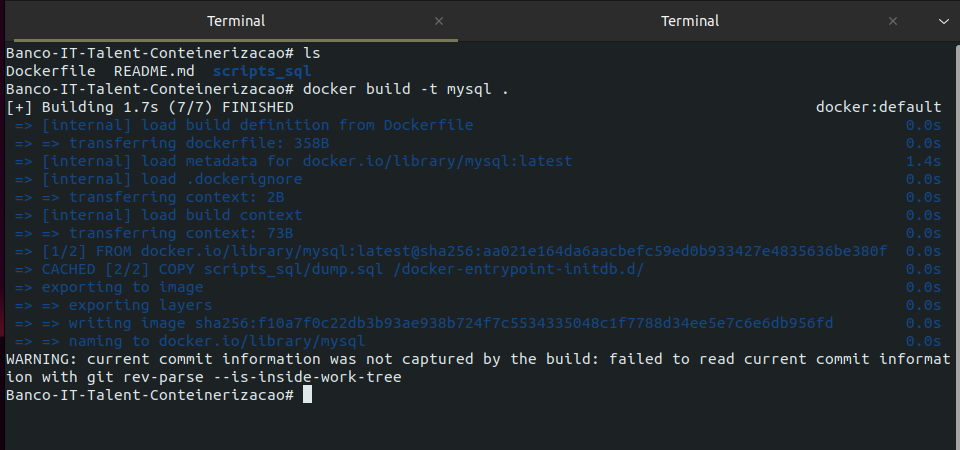 Terminal × Terminal ×
Banco-IT-Talent-Conteinerizacao# ls
Dockerfile README.md scripts_sql
Banco-IT-Talent-Conteinerizacao# docker build -t mysql .
[+] Building 1.7s (7/7) FINISHED docker:default
=> [internal] load build definition from Dockerfile 0.0s
=> => transferring dockerfile: 358B 0.0s
=> [internal] load metadata for docker.io/library/mysql:latest 1.4s
=> [internal] load .dockerignore 0.0s
=> => transferring context: 2B 0.0s
=> [internal] load build context 0.0s
=> => transferring context: 73B 0.0s
=> [1/2] FROM docker.io/library/mysql:latest@sha256:aa021e164da6aacbefc59ed0b933427e4835636be380f 0.0s
=> CACHED [2/2] COPY scripts_sql/dump.sql /docker-entrypoint-initdb.d/ 0.0s
=> exporting to image 0.0s
=> => exporting layers 0.0s
=> => writing image sha256:f10a7f0c22db3b93ae938b724f7c5534335048c1f7788d34ee5e7c6e6db956fd 0.0s
=> => naming to docker.io/library/mysql 0.0s
WARNING: current commit information was not captured by the build: failed to read current commit informat
ion with git rev-parse --is-inside-work-tree
Banco-IT-Talent-Conteinerizacao#